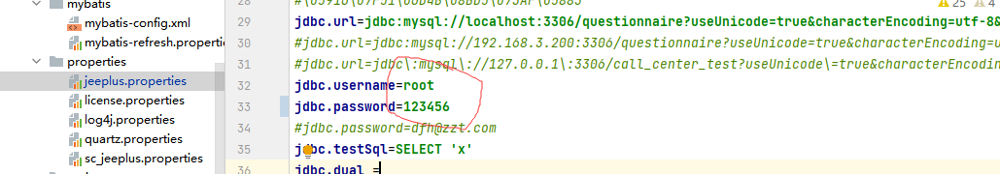 mybatis
mybatis-config.xml
mybatis-refresh.properties
properties
jeeplus.properties
license.properties
log4j.properties
quartz.properties
sc_jeeplus.properties
25 4
28
29 jdbc.url=jdbc:mysql://localhost:3306/questionnaire?useUnicode=true&characterEncoding=utf-8&
30 #jdbc.url=jdbc:mysql://192.168.3.200:3306/questionnaire?useUnicode=true&characterEncoding=u
31 #jdbc.url=jdbc\:mysql\://127.0.0.1\:3306/call_center_test?useUnicode\=true&characterEncodin
32 jdbc.username=root
33 jdbc.password=123456
34 #jdbc.password=dfh@zzt.com
35 jdbc.testSql=SELECT 'x'
36 jdbc.dual =